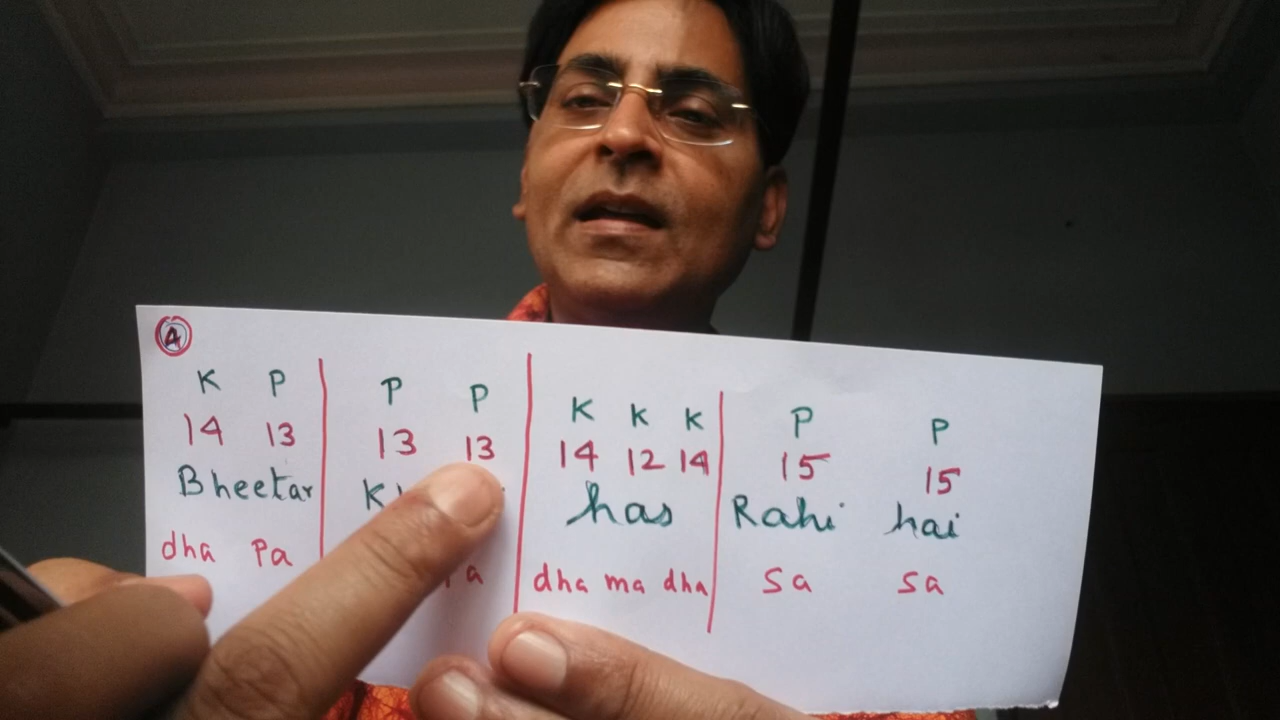 4
K P P P K K K P P
14 13 13 13 14 12 14 15 15
Bheetar has Rahi hai
dha Pa dha ma dha Sa Sa